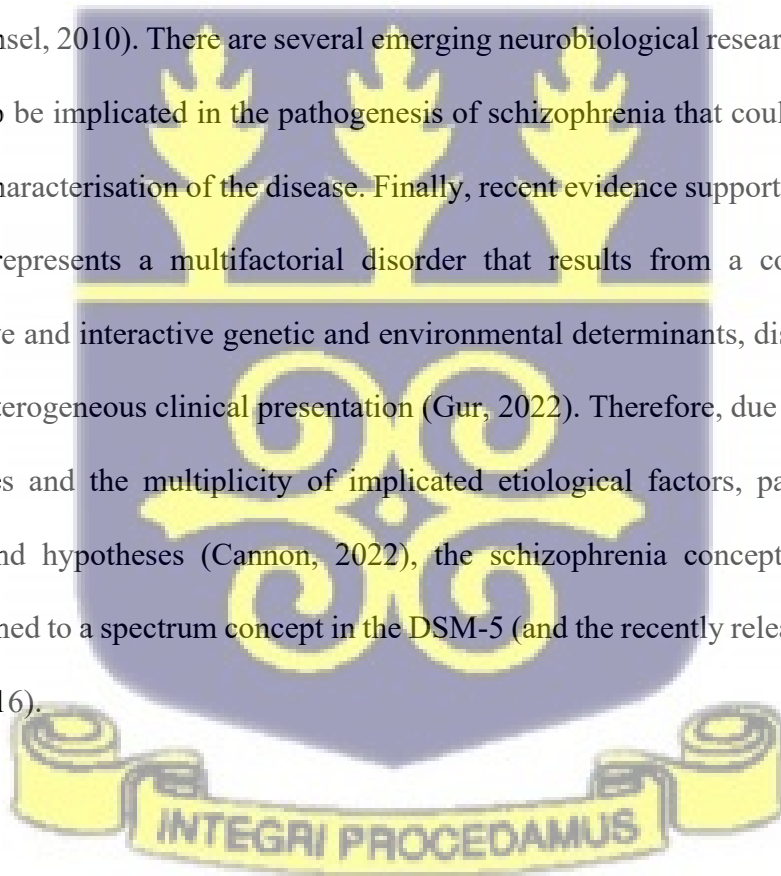 nsel, 2010). There are several emerging neurobiological resear
be implicated in the pathogenesis of schizophrenia that coul
haracterisation of the disease. Finally, recent evidence support
represents a multifactorial disorder that results from a co
ve and interactive genetic and environmental determinants, dis
terogeneous clinical presentation (Gur, 2022). Therefore, due
es and the multiplicity of implicated etiological factors, pa
nd hypotheses (Cannon, 2022), the schizophrenia concept
ned to a spectrum concept in the DSM-5 (and the recently relea
16).
INTEGRI PROCEDAMUS